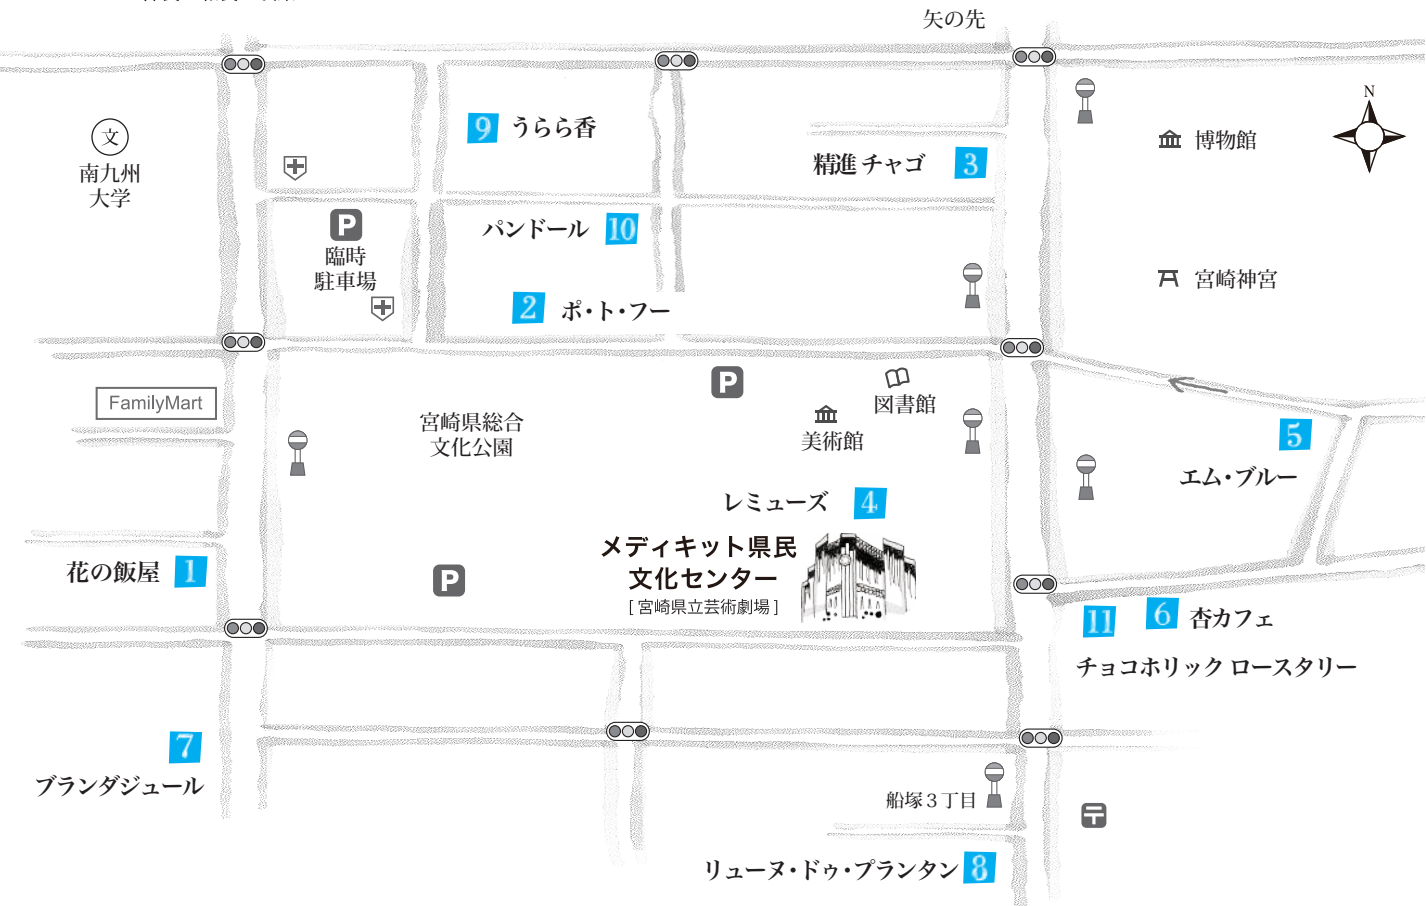 矢の先
N
文
南九州
大学
9 うらら香
精進 チャゴ 3
博物館
P
臨時
駐車場
パンドール 10
2 ポ・ト・フー
宮崎神宮
FamilyMart
P
図書館
宮崎県総合
文化公園
美術館
5
エム・ブルー
レミューズ 4
メディキット県民
文化センター
[ 宮崎県立芸術劇場 ]
花の飯屋 1
P
11 6 杏カフェ
チョコホリック ロースタリー
7
ブランダジュール
船塚３丁目
〒
リューヌ・ドゥ・プランタン 8